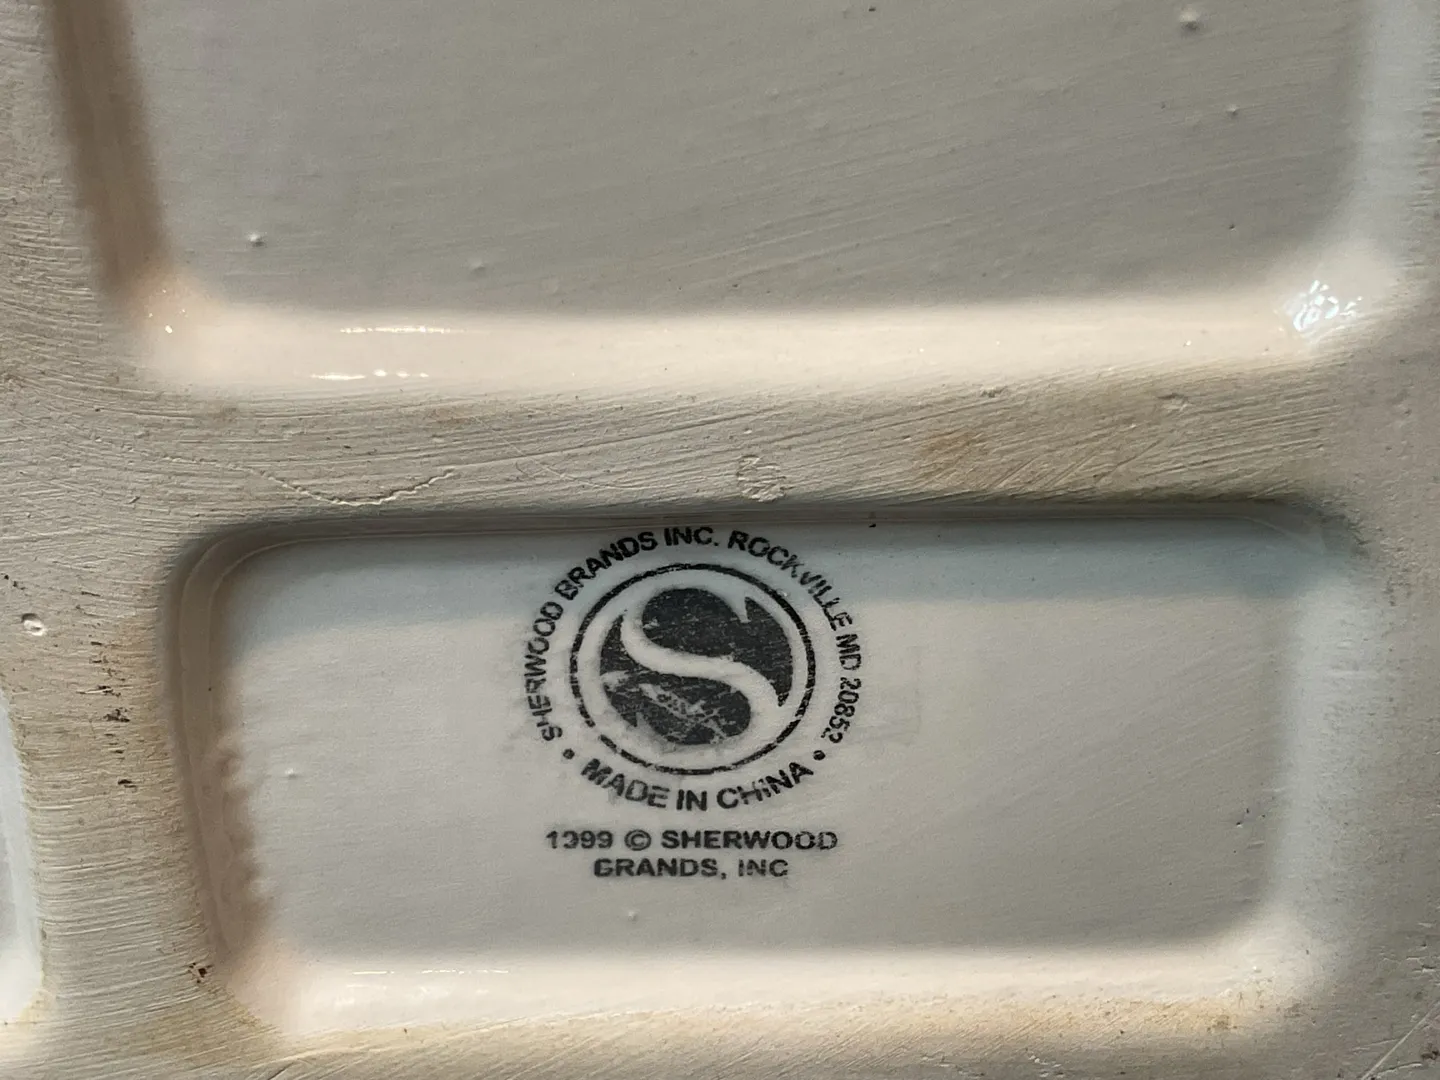 SHERWOOD BRANDS INC. ROCKVILLE MD 20852
• MADE IN CHINA •
S
1999 © SHERWOOD
BRANDS, INC